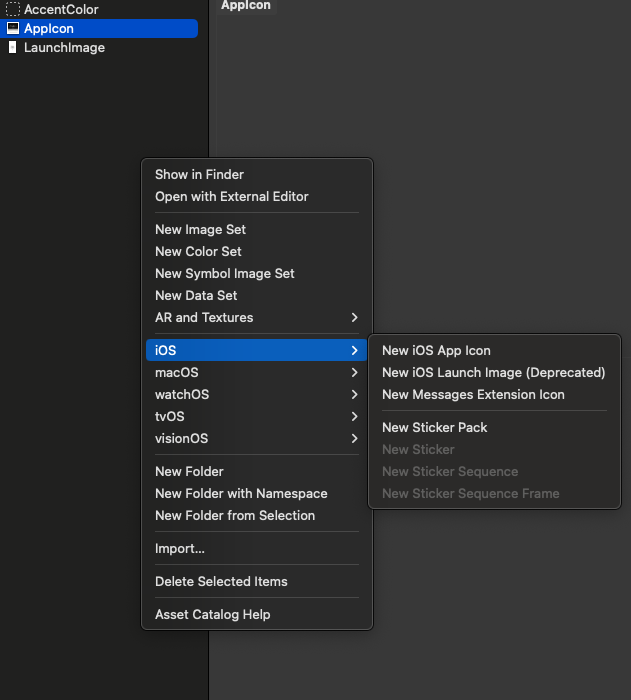 AccentColor
AppIcon
LaunchImage
AppIcon
Show in Finder
Open with External Editor
New Image Set
New Color Set
New Symbol Image Set
New Data Set
AR and Textures
iOS
macOS
watchOS
tvOS
visionOS
New Folder
New Folder with Namespace
New Folder from Selection
Import...
Delete Selected Items
Asset Catalog Help
New iOS App Icon
New iOS Launch Image (Deprecated)
New Messages Extension Icon
New Sticker Pack
New Sticker
New Sticker Sequence
New Sticker Sequence Frame